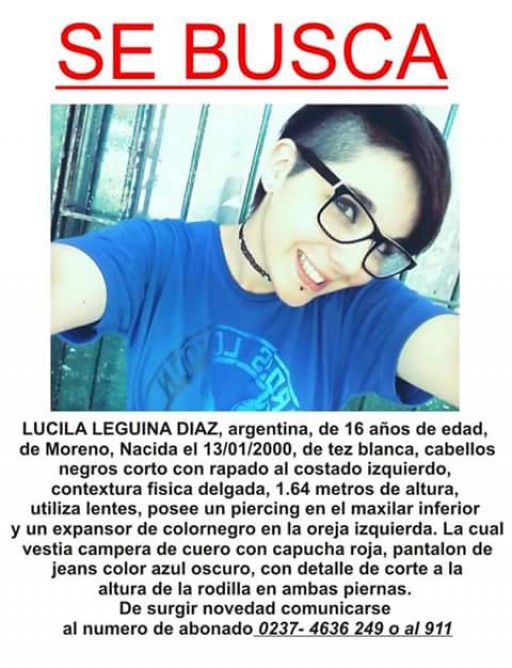 SE BUSCA
LUCILA LEGUINA DIAZ, argentina, de 16 años de edad,
de Moreno, Nacida el 13/01/2000, de tez blanca, cabellos
negros corto con rapado al costado izquierdo,
contextura fisica delgada, 1.64 metros de altura,
utiliza lentes, posee un piercing en el maxilar inferior
y un expansor de colornegro en la oreja izquierda. La cual
vestia campera de cuero con capucha roja, pantalon de
jeans color azul oscuro, con detalle de corte a la
altura de la rodilla en ambas piernas.
De surgir novedad comunicarse
al numero de abonado 0237- 4636 249 o al 911